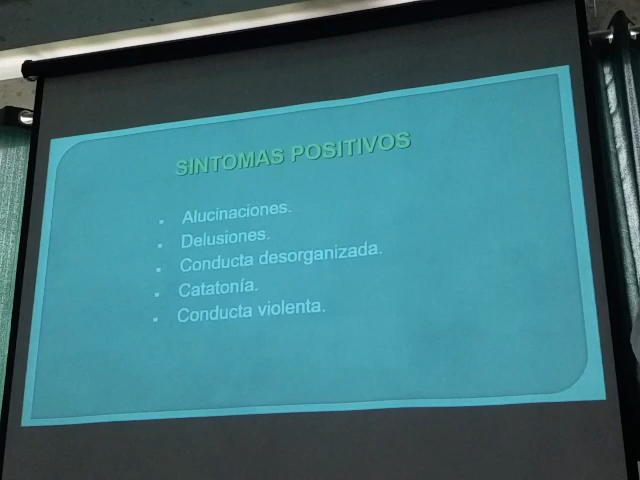 SINTOMAS POSITIVOS
▪ Alucinaciones.
▪ Delusiones.
▪ Conducta desorganizada.
▪ Catatonía.
▪ Conducta violenta.